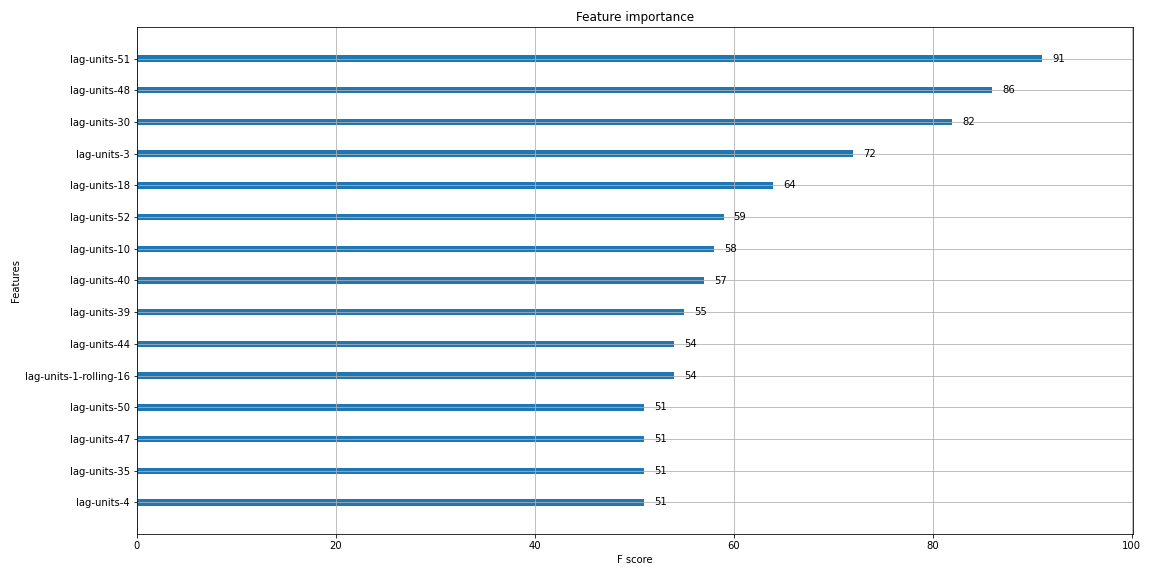 Feature importance
lag-units-51 91
lag-units-48 86
lag-units-30 82
lag-units-3 72
lag-units-18 64
lag-units-52 59
lag-units-10 58
lag-units-40 57
lag-units-39 55
lag-units-44 54
lag-units-1-rolling-16 54
lag-units-50 51
lag-units-47 51
lag-units-35 51
lag-units-4 51
Features
0 20 40 60 80 100
F score